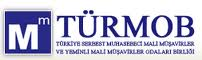 Mm TÜRMOB
TÜRKİYE SERBEST MUHASEBECİ MALİ MÜŞAVİRLER
VE YEMİNLİ MALİ MÜŞAVİRLER ODALARI BİRLİĞİ